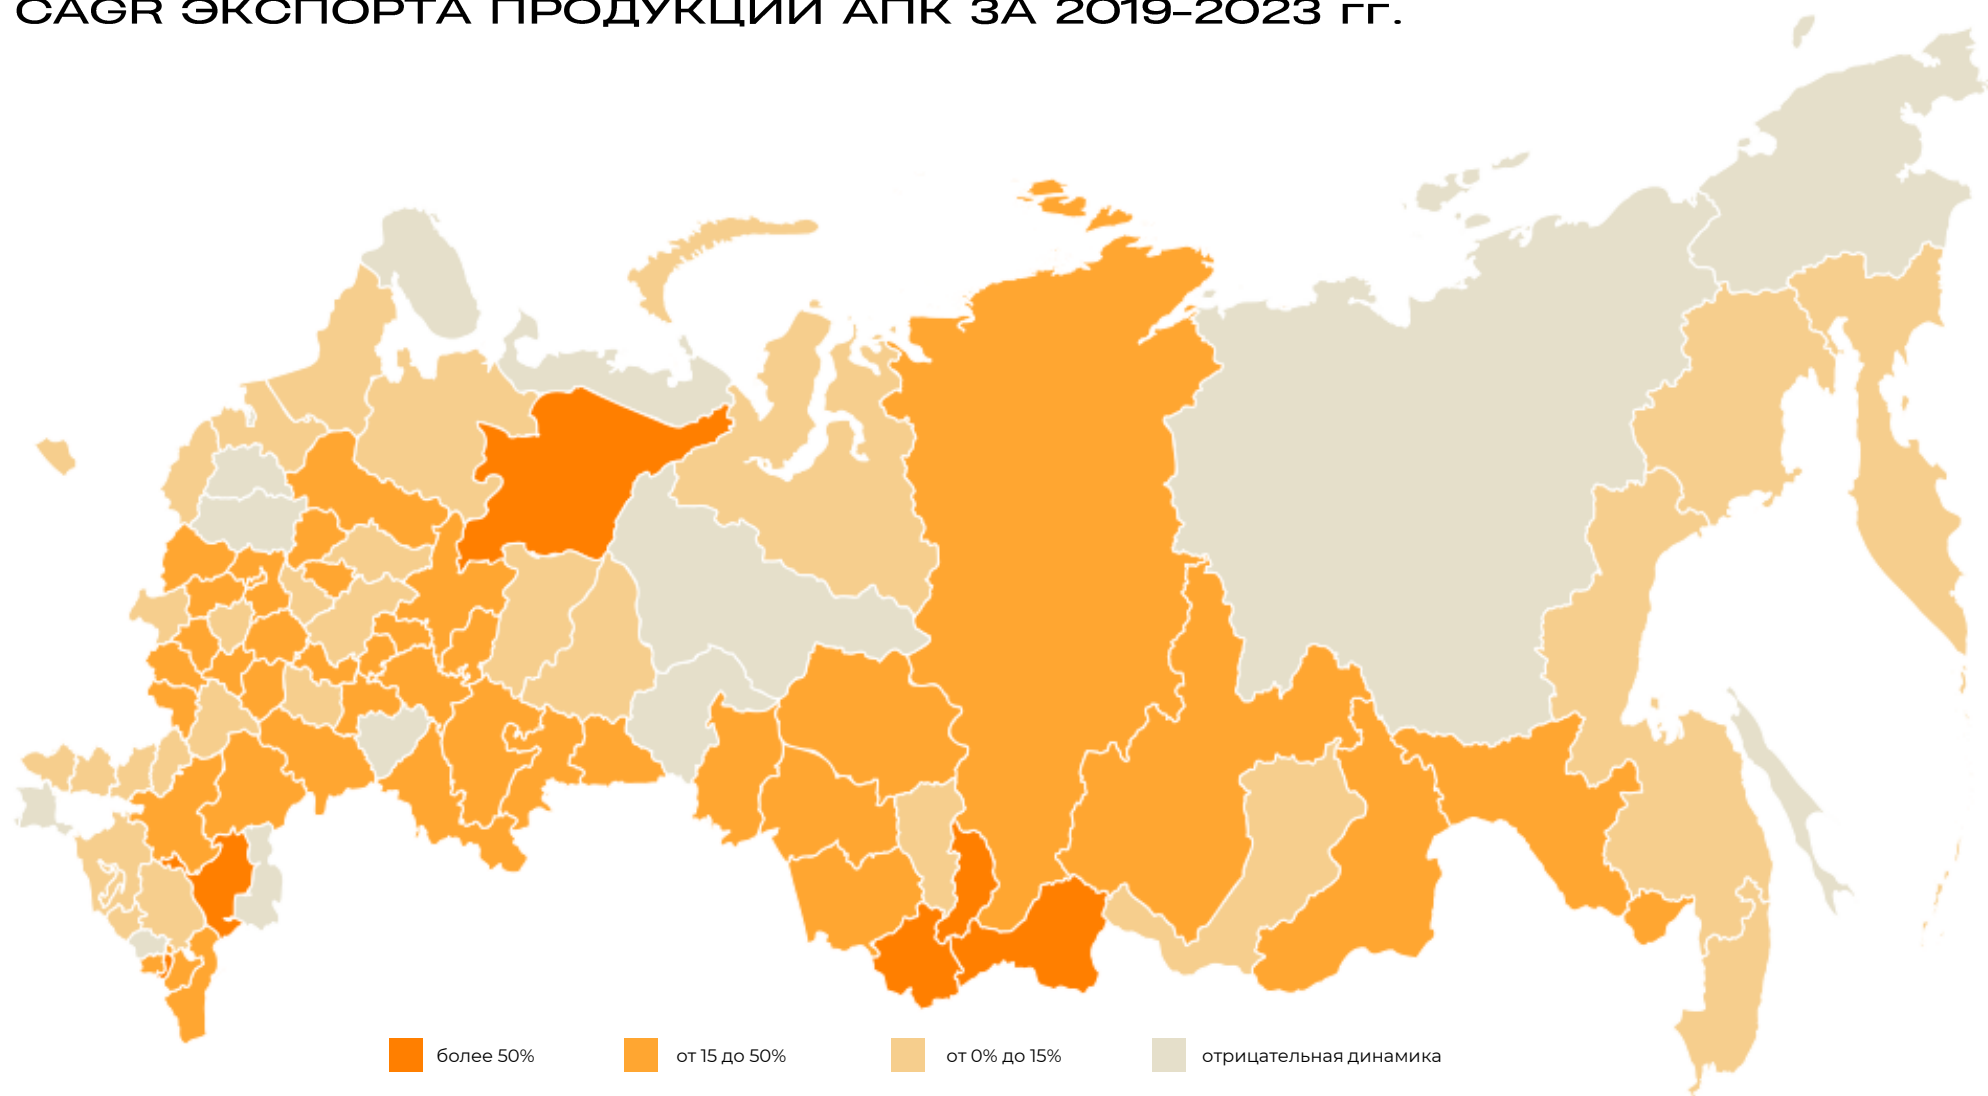 CAGR ЭКСПОРТА ПРОДУКЦИИ АПК ЗА 2019–2023 гг.
более 50%
от 15 до 50%
от 0% до 15%
отрицательная динамика